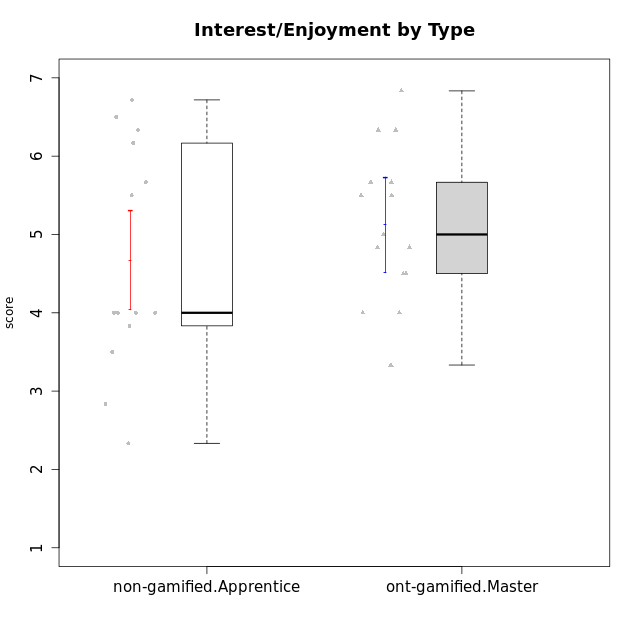 Interest/Enjoyment by Type
score
7
6
5
4
3
2
1
non-gamified.Apprentice
ont-gamified.Master